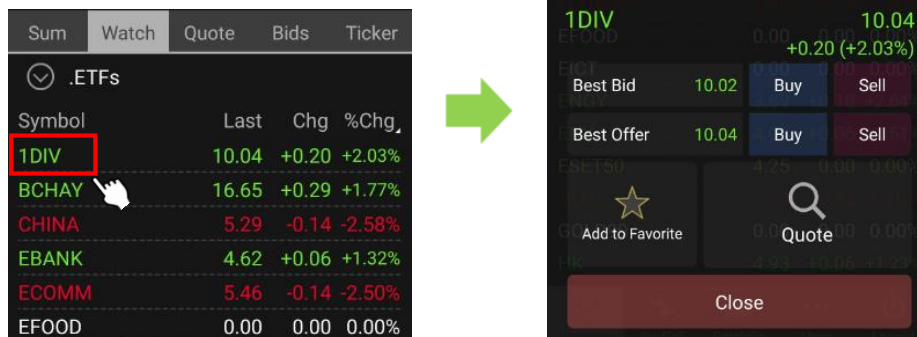 Sum Watch Quote Bids Ticker
.ETFs
Symbol Last Chg %Chg
1DIV 10.04 +0.20 +2.03%
BCHAY 16.65 +0.29 +1.77%
CHINA 5.29 -0.14 -2.58%
EBANK 4.62 +0.06 +1.32%
ECOMM 5.46 -0.14 -2.50%
EFOOD 0.00 0.00 0.00%
1DIV 10.04
+0.20 (+2.03%)
Best Bid 10.02 Buy Sell
Best Offer 10.04 Buy Sell
Add to Favorite Quote
Close